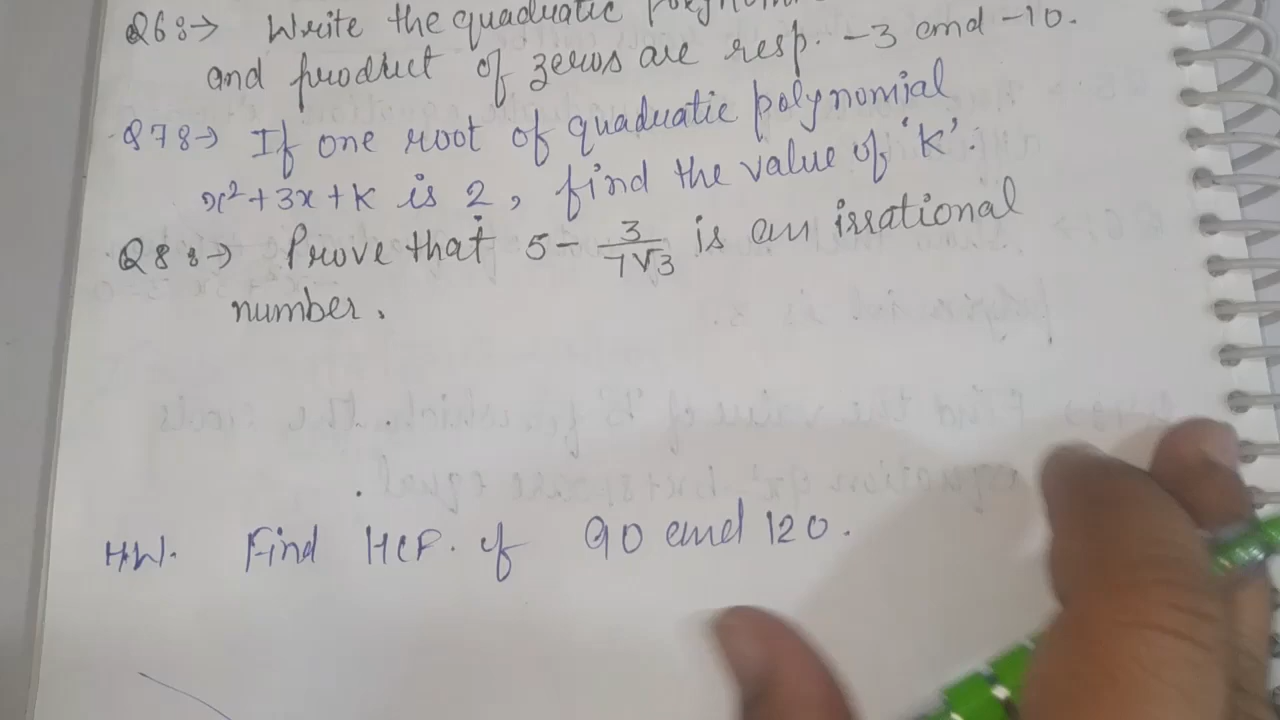 Q6:→ Write the quadratic
and product of zeros are resp. -3 and -10.
Q7:→ If one root of quadratic polynomial
x²+3x+k is 2, find the value of 'k'.
Q8:→ Prove that 5 - 3/7√3 is an irrational
number.
H.W. Find HCF. of 90 and 120.